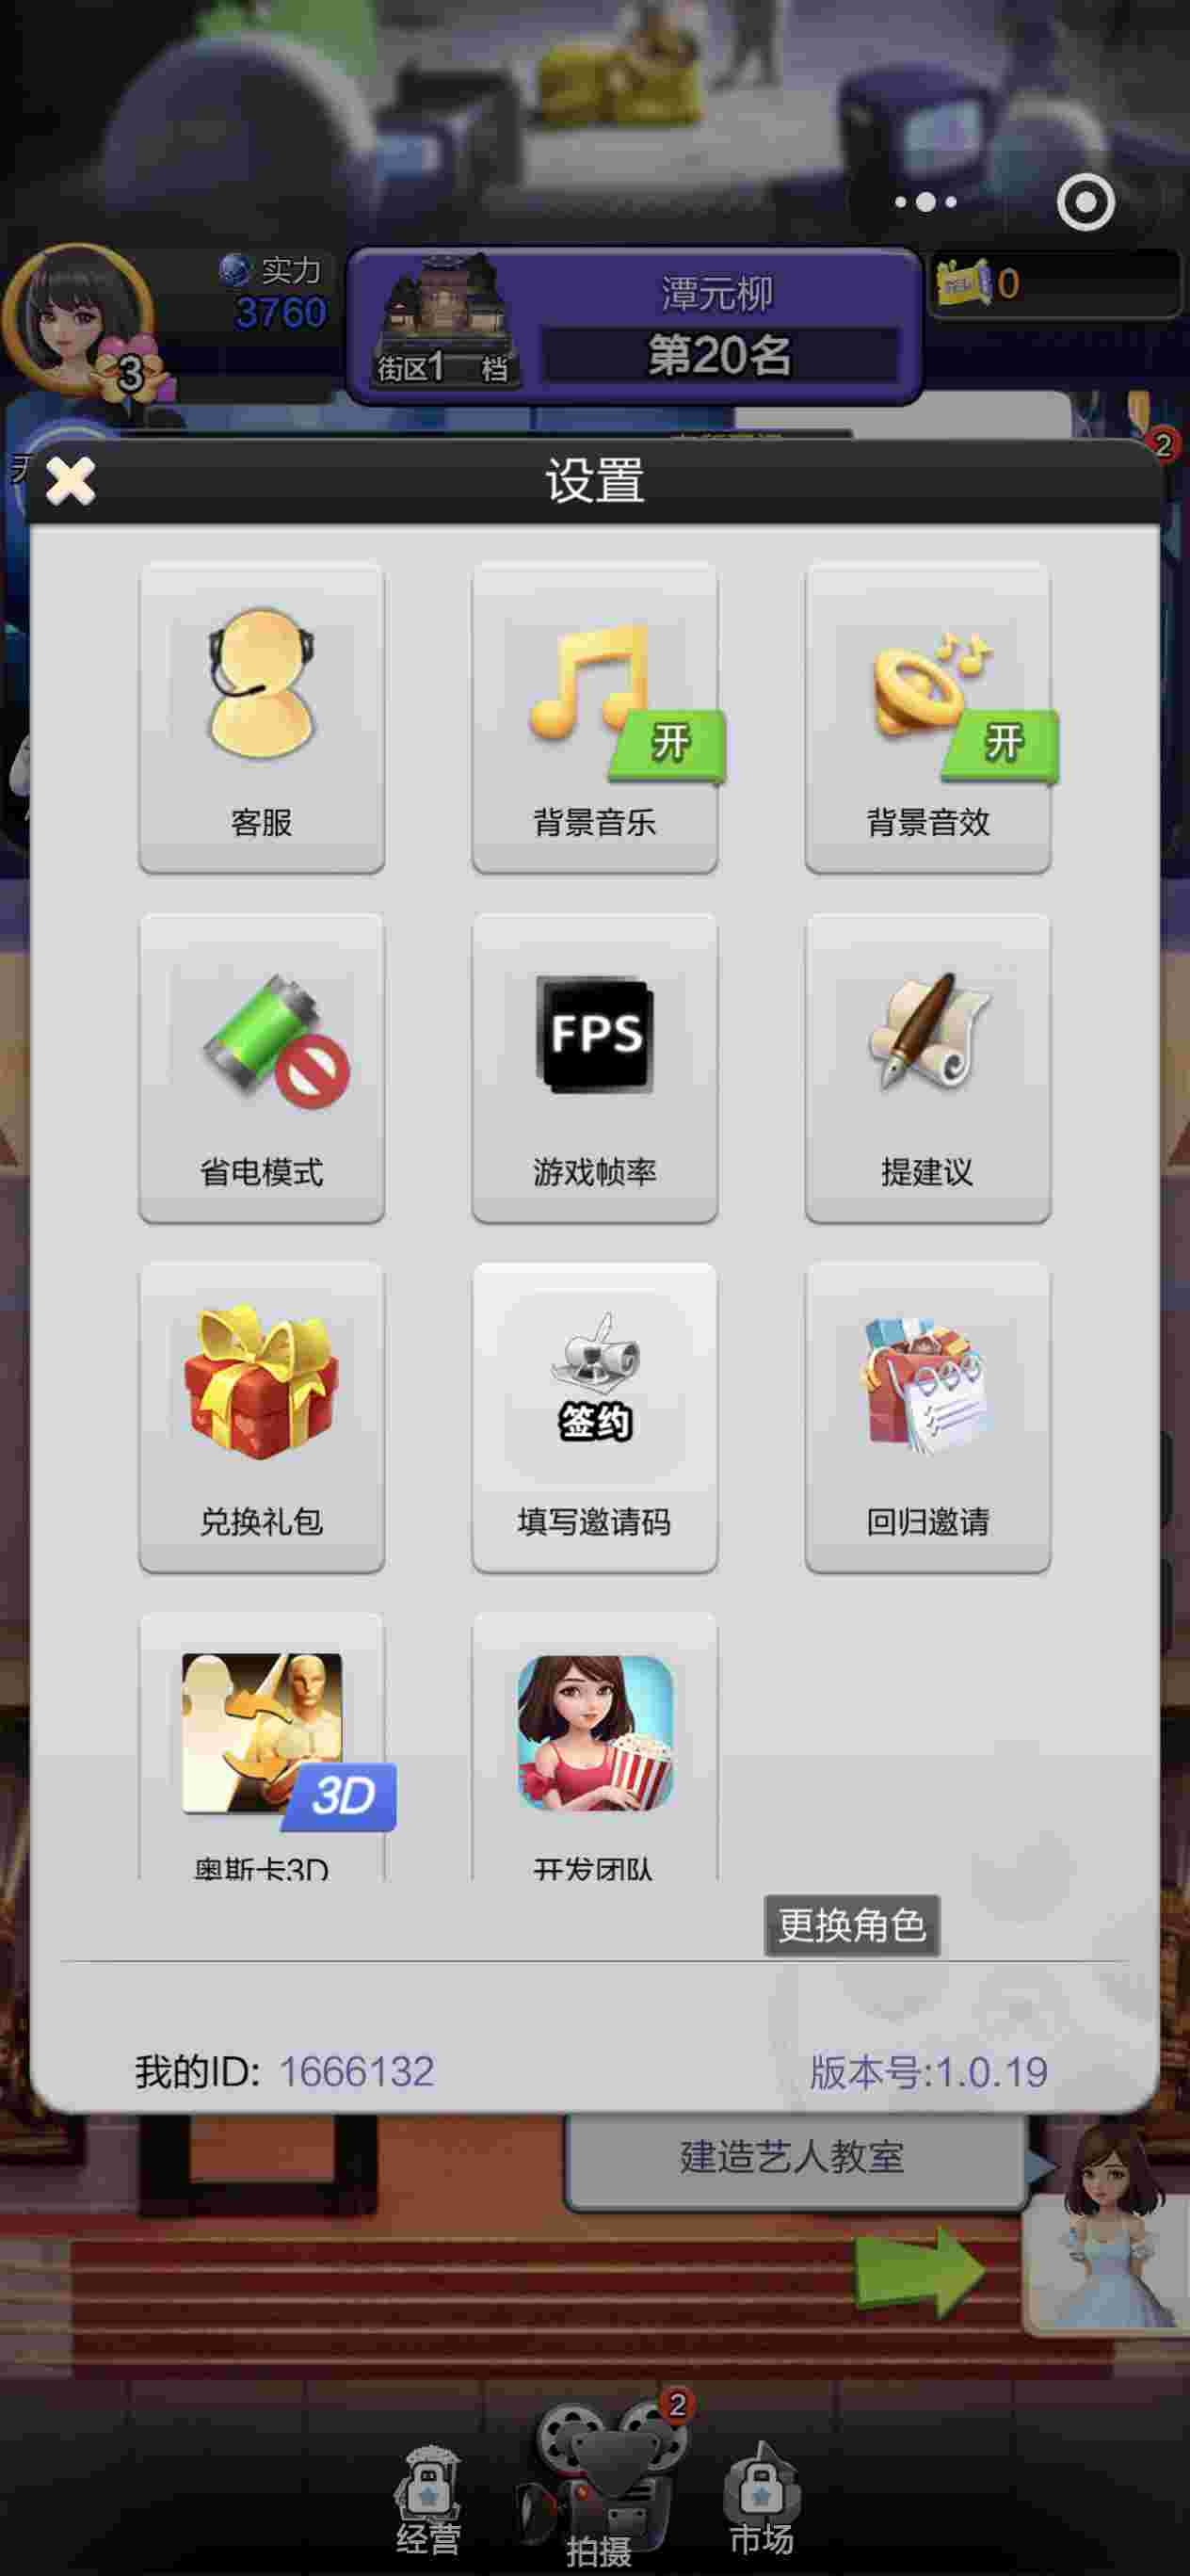 实力
3760
潭元柳
0
3
街区1 档
第20名
2
设置
客服
开
背景音乐
开
背景音效
省电模式
FPS
游戏帧率
提建议
兑换礼包
签约
填写邀请码
回归邀请
3D
奥斯卡3D
开发团队
更换角色
我的ID: 1666132
版本号:1.0.19
建造艺人教室
2
经营
拍摄
市场